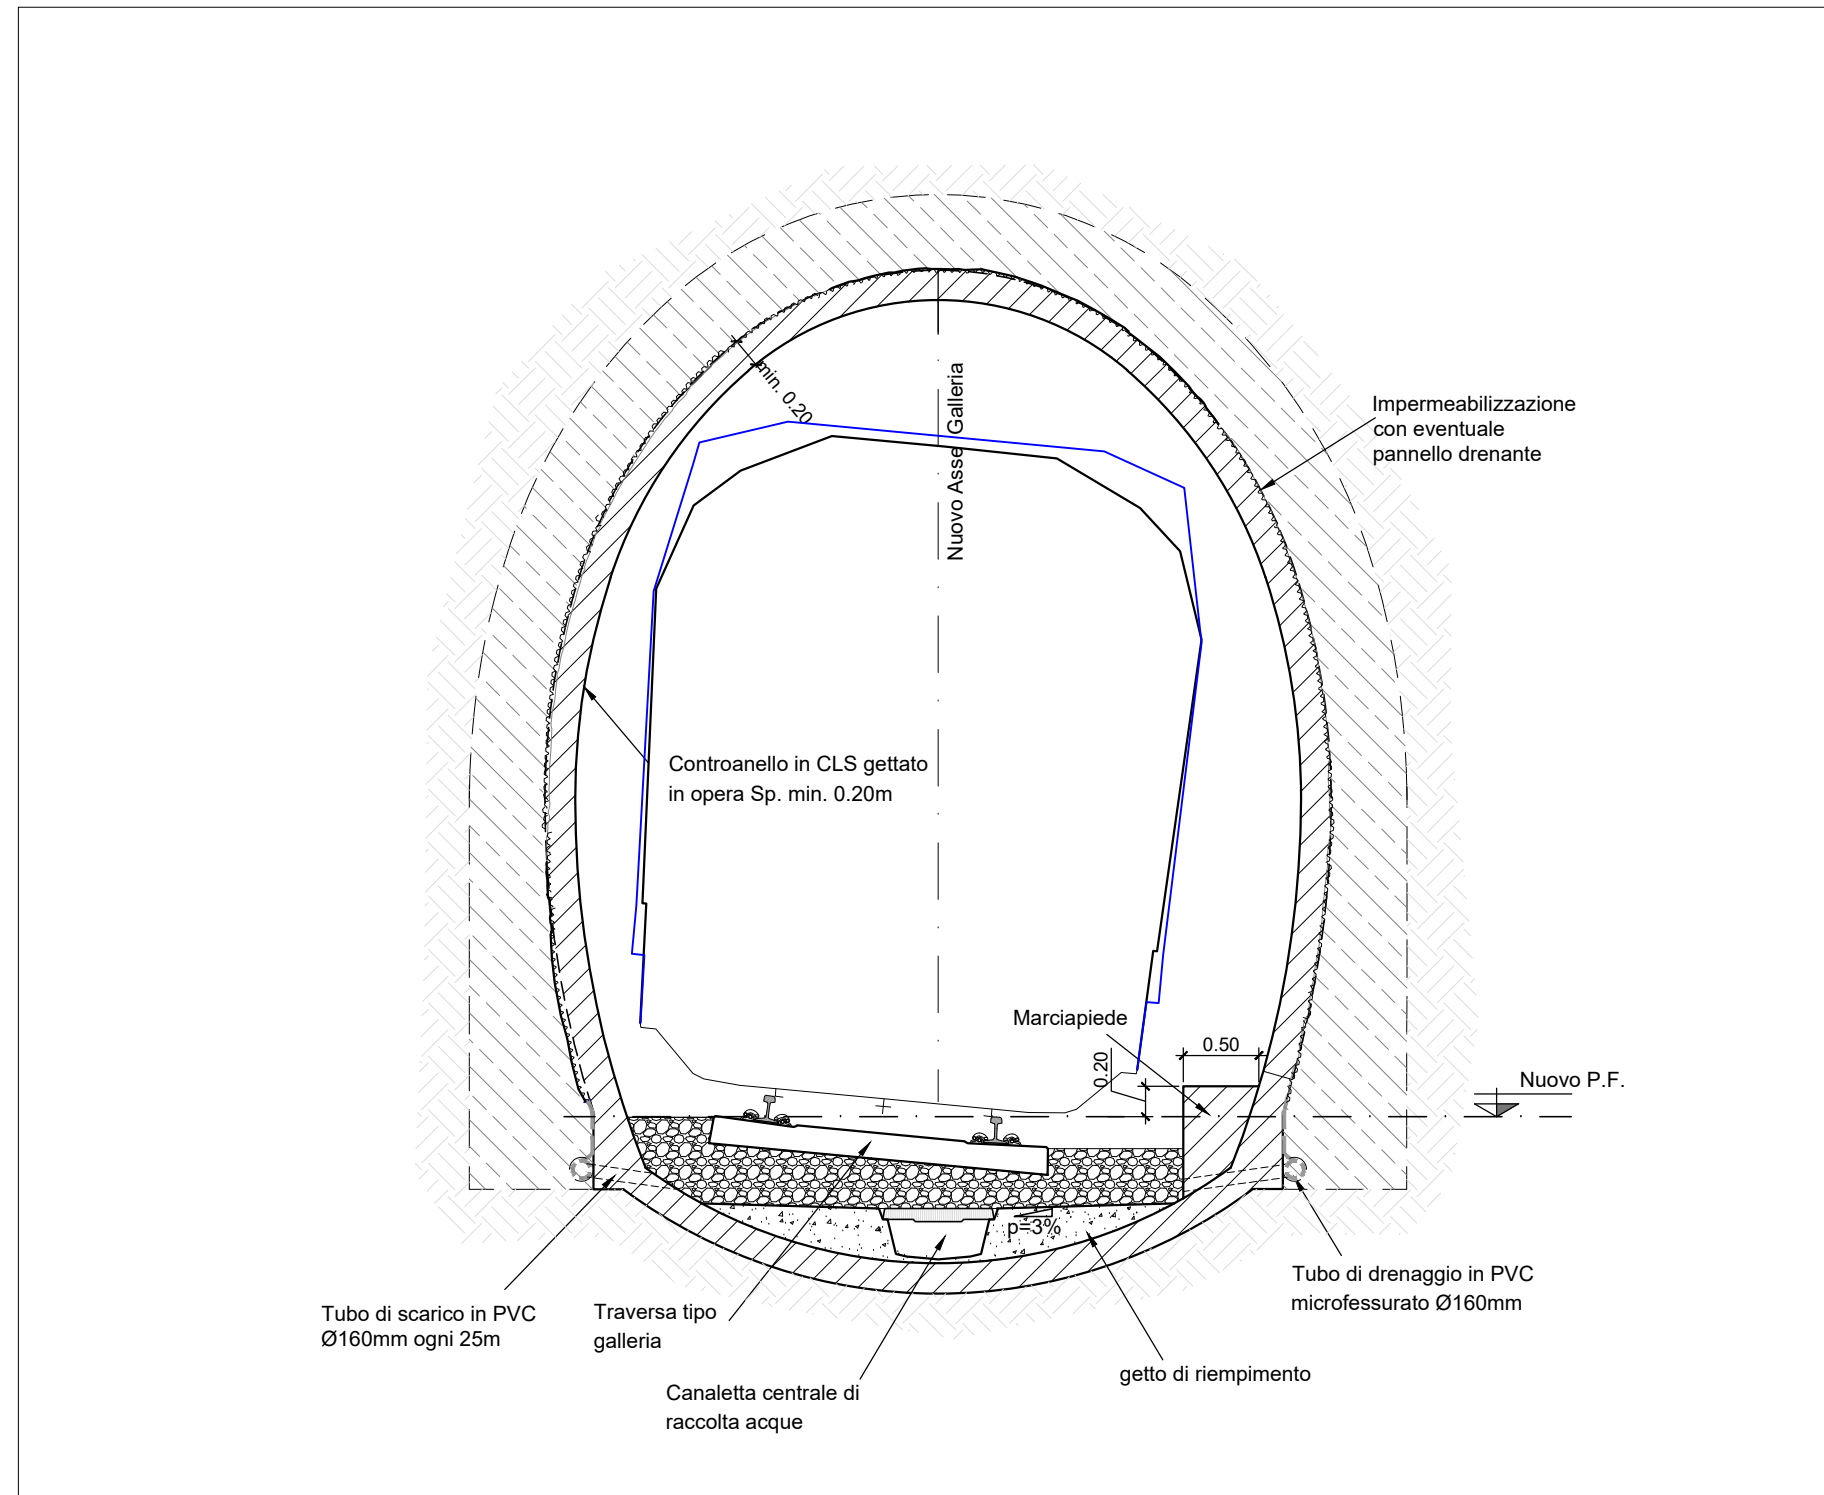 min. 0.20
Nuovo Asse Galleria
Impermeabilizzazione
con eventuale
pannello drenante
Controanello in CLS gettato
in opera Sp. min. 0.20m
Marciapiede
0.50
0.20
Nuovo P.F.
p=3%
Tubo di drenaggio in PVC
microfessurato Ø160mm
Tubo di scarico in PVC
Ø160mm ogni 25m
Traversa tipo
galleria
getto di riempimento
Canaletta centrale di
raccolta acque